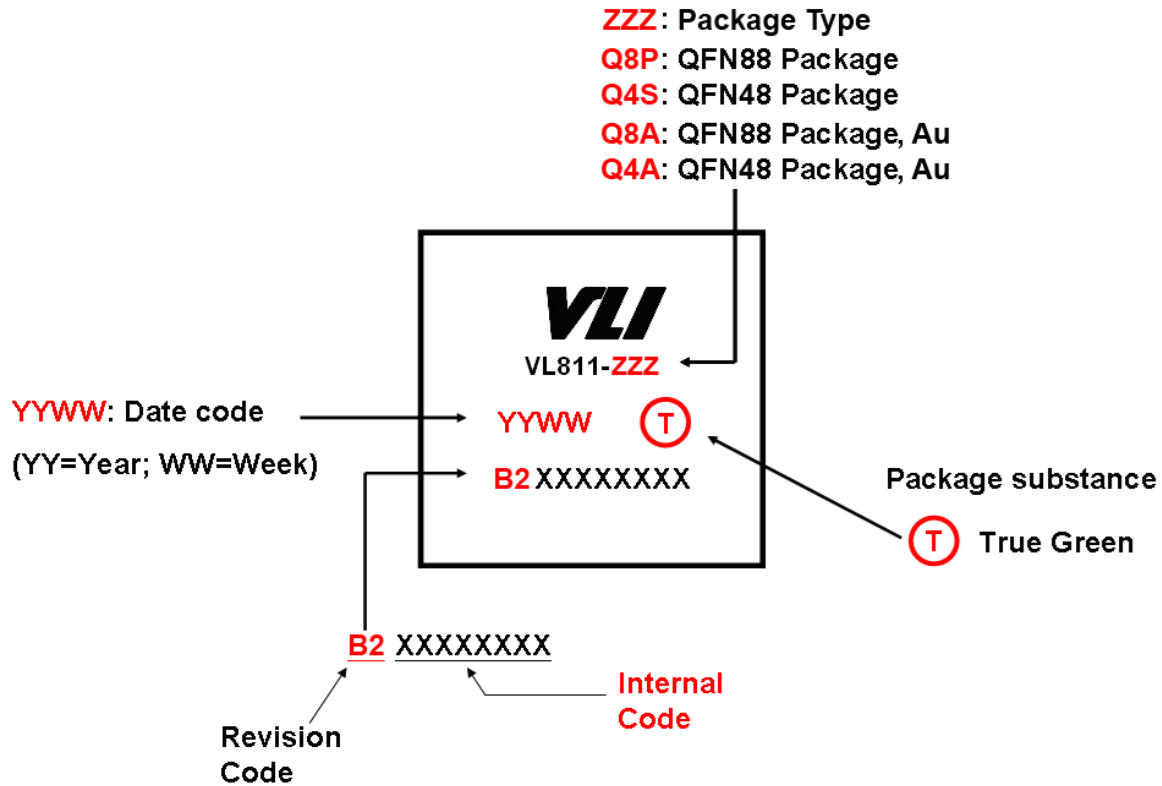 ZZZ: Package Type
Q8P: QFN88 Package
Q4S: QFN48 Package
Q8A: QFN88 Package, Au
Q4A: QFN48 Package, Au
VLI
VL811-ZZZ
YYWW: Date code
(YY=Year; WW=Week)
YYWW T
B2 XXXXXXXX
Package substance
T True Green
B2 XXXXXXXX
Internal
Code
Revision
Code